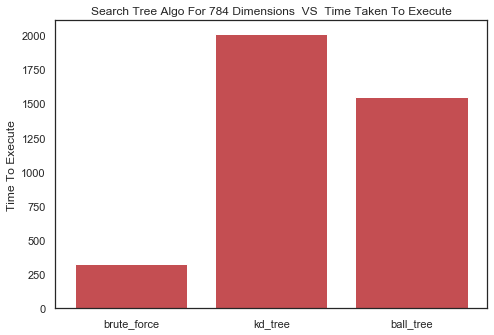 Search Tree Algo For 784 Dimensions  VS  Time Taken To Execute
Time To Execute
2000
1750
1500
1250
1000
750
500
250
0
brute_force
kd_tree
ball_tree